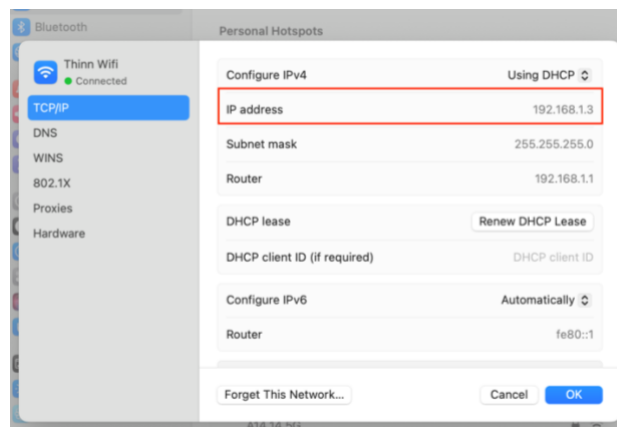 Bluetooth
Personal Hotspots
Thinn Wifi
Connected
TCP/IP
DNS
WINS
802.1X
Proxies
Hardware
Configure IPv4 Using DHCP
IP address 192.168.1.3
Subnet mask 255.255.255.0
Router 192.168.1.1
DHCP lease Renew DHCP Lease
DHCP client ID (if required) DHCP client ID
Configure IPv6 Automatically
Router fe80::1
Forget This Network... Cancel OK